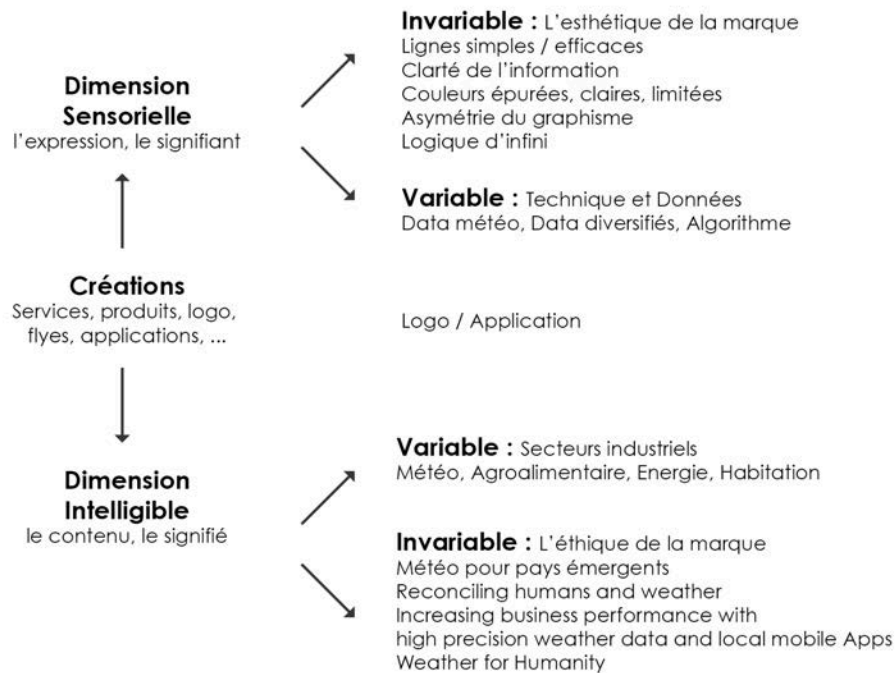 Dimension
Sensorielle
l'expression, le signifiant
Invariable : L'esthétique de la marque
Lignes simples / efficaces
Clarté de l'information
Couleurs épurées, claires, limitées
Asymétrie du graphisme
Logique d'infini
Variable : Technique et Données
Data météo, Data diversifiés, Algorithme
Créations
Services, produits, logo,
flyes, applications, ...
Logo / Application
Dimension
Intelligible
le contenu, le signifié
Variable : Secteurs industriels
Météo, Agroalimentaire, Energie, Habitation
Invariable : L'éthique de la marque
Météo pour pays émergents
Reconciling humans and weather
Increasing business performance with
high precision weather data and local mobile Apps
Weather for Humanity